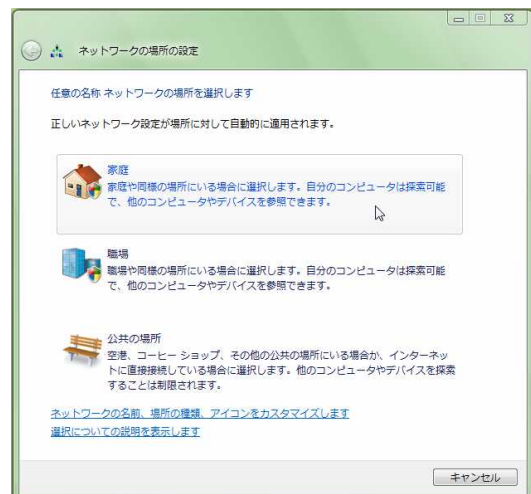 ネットワークの場所の設定
任意の名称 ネットワークの場所を選択します
正しいネットワーク設定が場所に対して自動的に適用されます。
家庭
家庭や同様の場所にいる場合に選択します。自分のコンピュータは探索可能
で、他のコンピュータやデバイスを参照できます。
職場
職場や同様の場所にいる場合に選択します。自分のコンピュータは探索可能
で、他のコンピュータやデバイスを参照できます。
公共の場所
空港、コーヒー ショップ、その他の公共の場所にいる場合か、インターネッ
トに直接接続している場合に選択します。他のコンピュータやデバイスを探索
することは制限されます。
ネットワークの名前、場所の種類、アイコンをカスタマイズします
選択についての説明を表示します
キャンセル